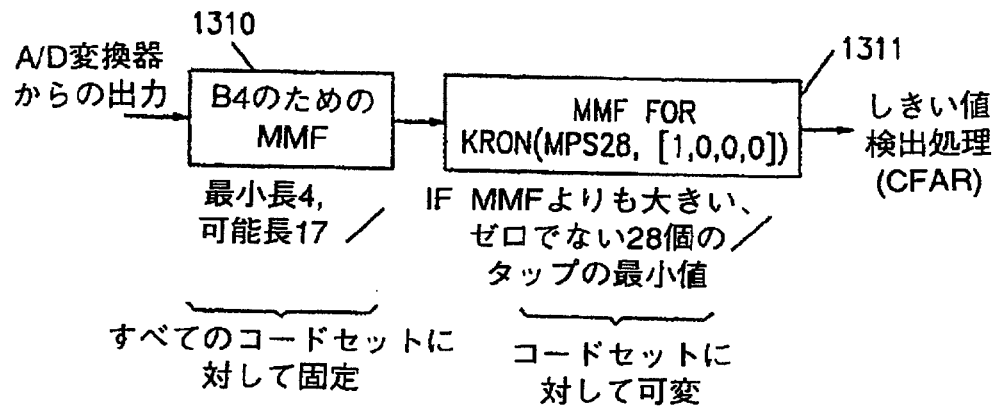 1310
A/D変換器
からの出力
B4のための
MMF
最小長4,
可能長17
すべてのコードセットに
対して固定
1311
MMF FOR
KRON(MPS28, [1,0,0,0])
IF MMFよりも大きい、
ゼロでない28個の
タップの最小値
コードセットに
対して可変
しきい値
検出処理
(CFAR)